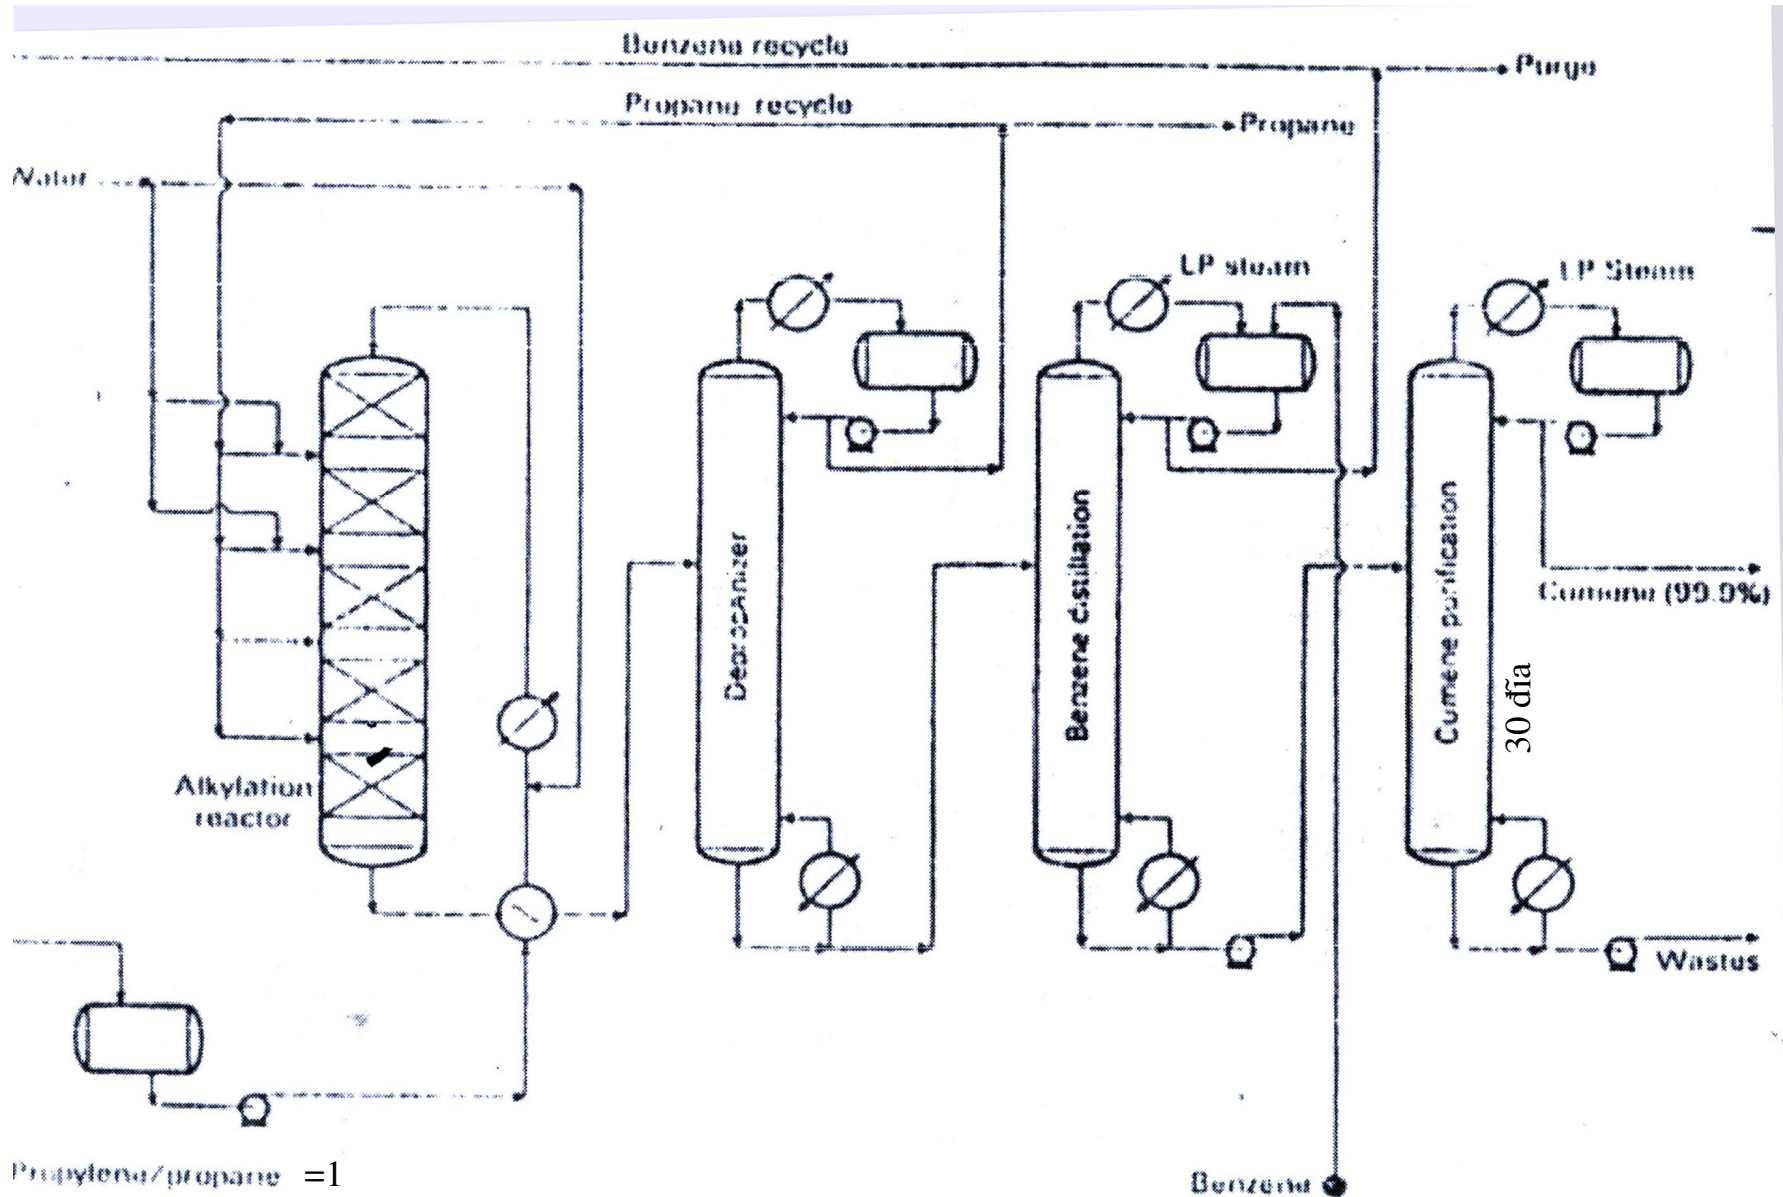 Benzene recycle
Purge
Propane recycle
Propane
Water
LP steam
LP Steam
Depropanizer
Benzene distillation
Cumene purification
30 đĩa
Cumene (99.9%)
Alkylation
reactor
Wastes
Propylene/propane =1
Benzene